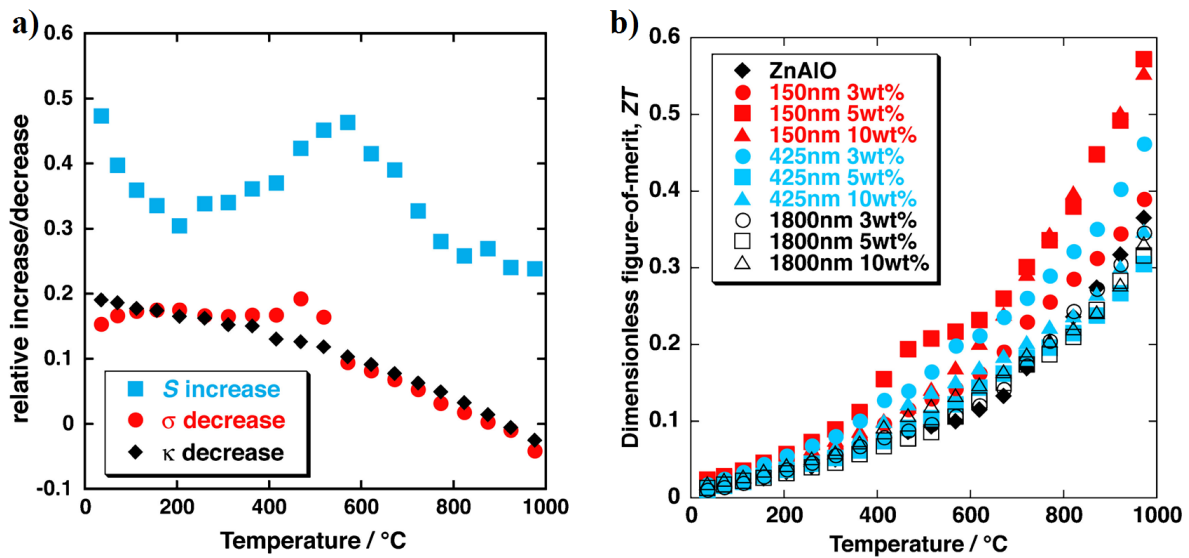 a)
0.6
0.5
0.4
0.3
0.2
0.1
0
-0.1
relative increase/decrease
S increase
σ decrease
κ decrease
0 200 400 600 800 1000
Temperature / °C
b)
0.6
0.5
0.4
0.3
0.2
0.1
0
Dimensionless figure-of-merit, ZT
ZnAlO
150nm 3wt%
150nm 5wt%
150nm 10wt%
425nm 3wt%
425nm 5wt%
425nm 10wt%
1800nm 3wt%
1800nm 5wt%
1800nm 10wt%
0 200 400 600 800 1000
Temperature / °C